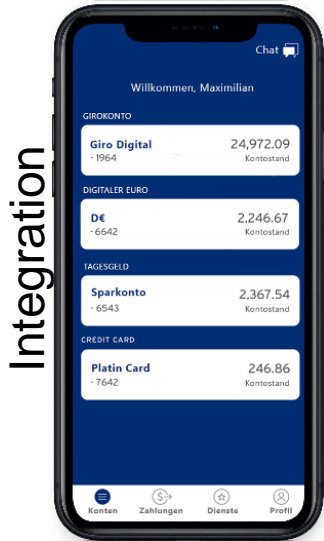 Integration
Chat
Willkommen, Maximilian
GIROKONTO
Giro Digital 24,972.09
- 1964 Kontostand
DIGITALER EURO
D€ 2,246.67
- 6642 Kontostand
TAGESGELD
Sparkonto 2,367.54
- 6543 Kontostand
CREDIT CARD
Platin Card 246.86
- 7642 Kontostand
Konten Zahlungen Dienste Profil